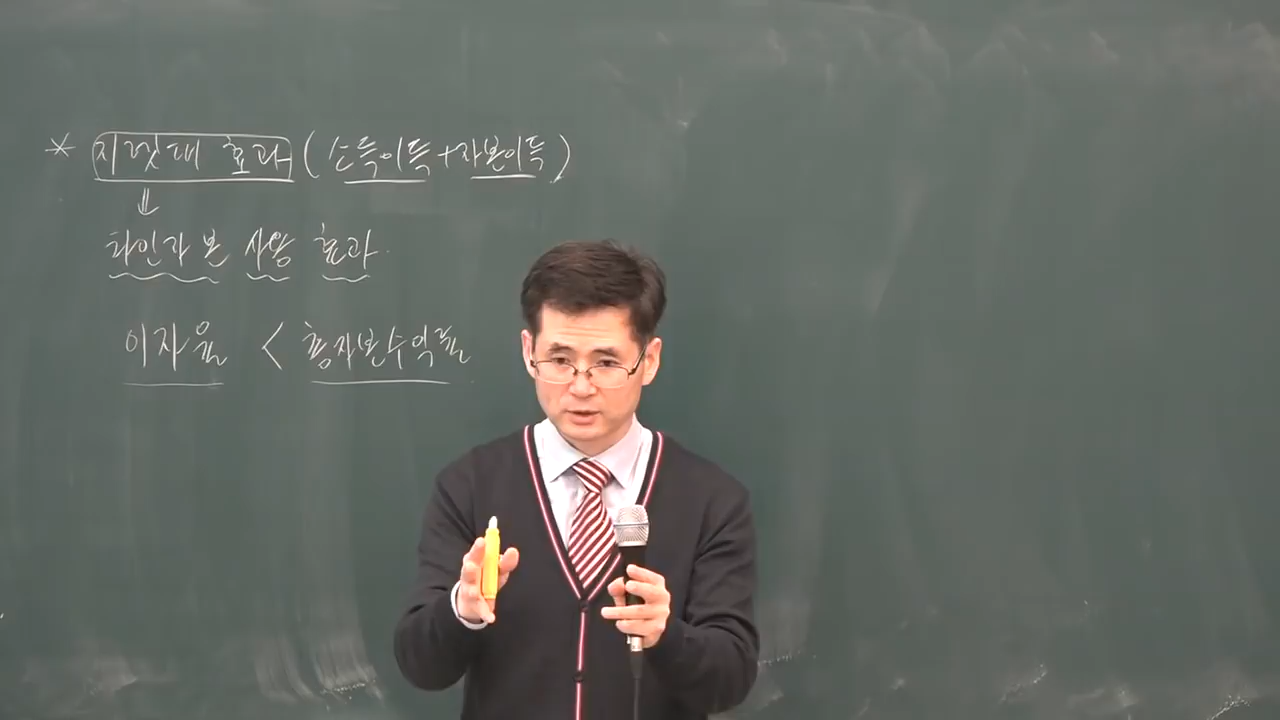 * 지렛대 효과 (소득이득+자본이득)
⇓
타인자본 사용 효과
이자율 < 총자본수익률